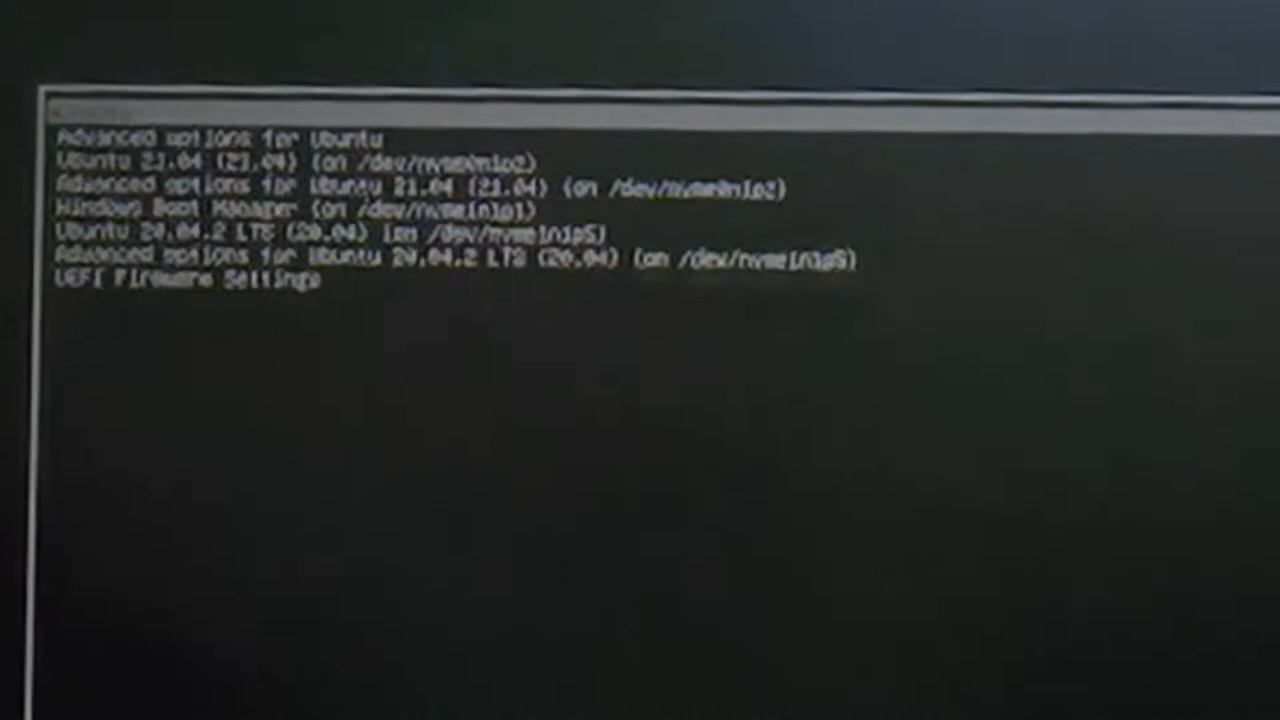 Advanced options for Ubuntu
Ubuntu 21.04 (21.04) (on /dev/nvme0n1p2)
Advanced options for Ubuntu 21.04 (21.04) (on /dev/nvme0n1p2)
Windows Boot Manager (on /dev/nvme1n1p1)
Ubuntu 20.04.2 LTS (20.04) (on /dev/nvme1n1p5)
Advanced options for Ubuntu 20.04.2 LTS (20.04) (on /dev/nvme1n1p5)
UEFI Firmware Settings